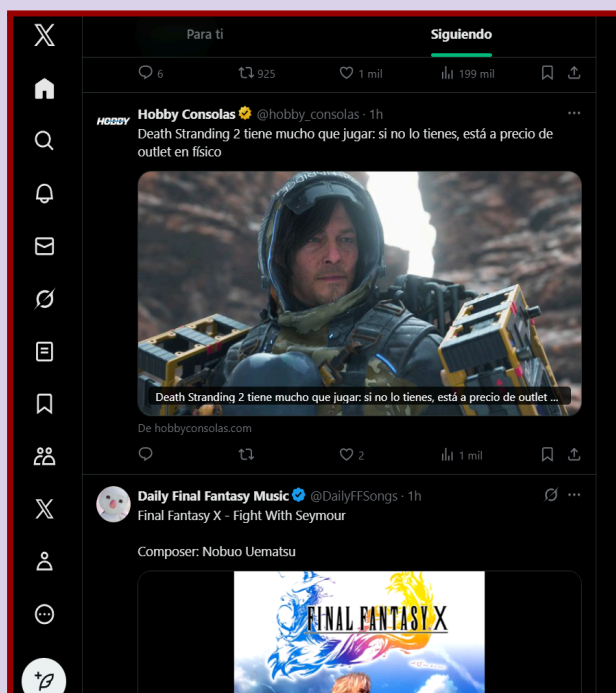 Para ti
Siguiendo
6
925
1 mil
199 mil
HOBBY
Hobby Consolas @hobby_consolas · 1h
Death Stranding 2 tiene mucho que jugar: si no lo tienes, está a precio de
outlet en físico
Death Stranding 2 tiene mucho que jugar: si no lo tienes, está a precio de outlet ...
De hobbyconsolas.com
2
1 mil
Daily Final Fantasy Music @DailyFFSongs · 1h
Final Fantasy X - Fight With Seymour
Composer: Nobuo Uematsu
FINAL FANTASY X